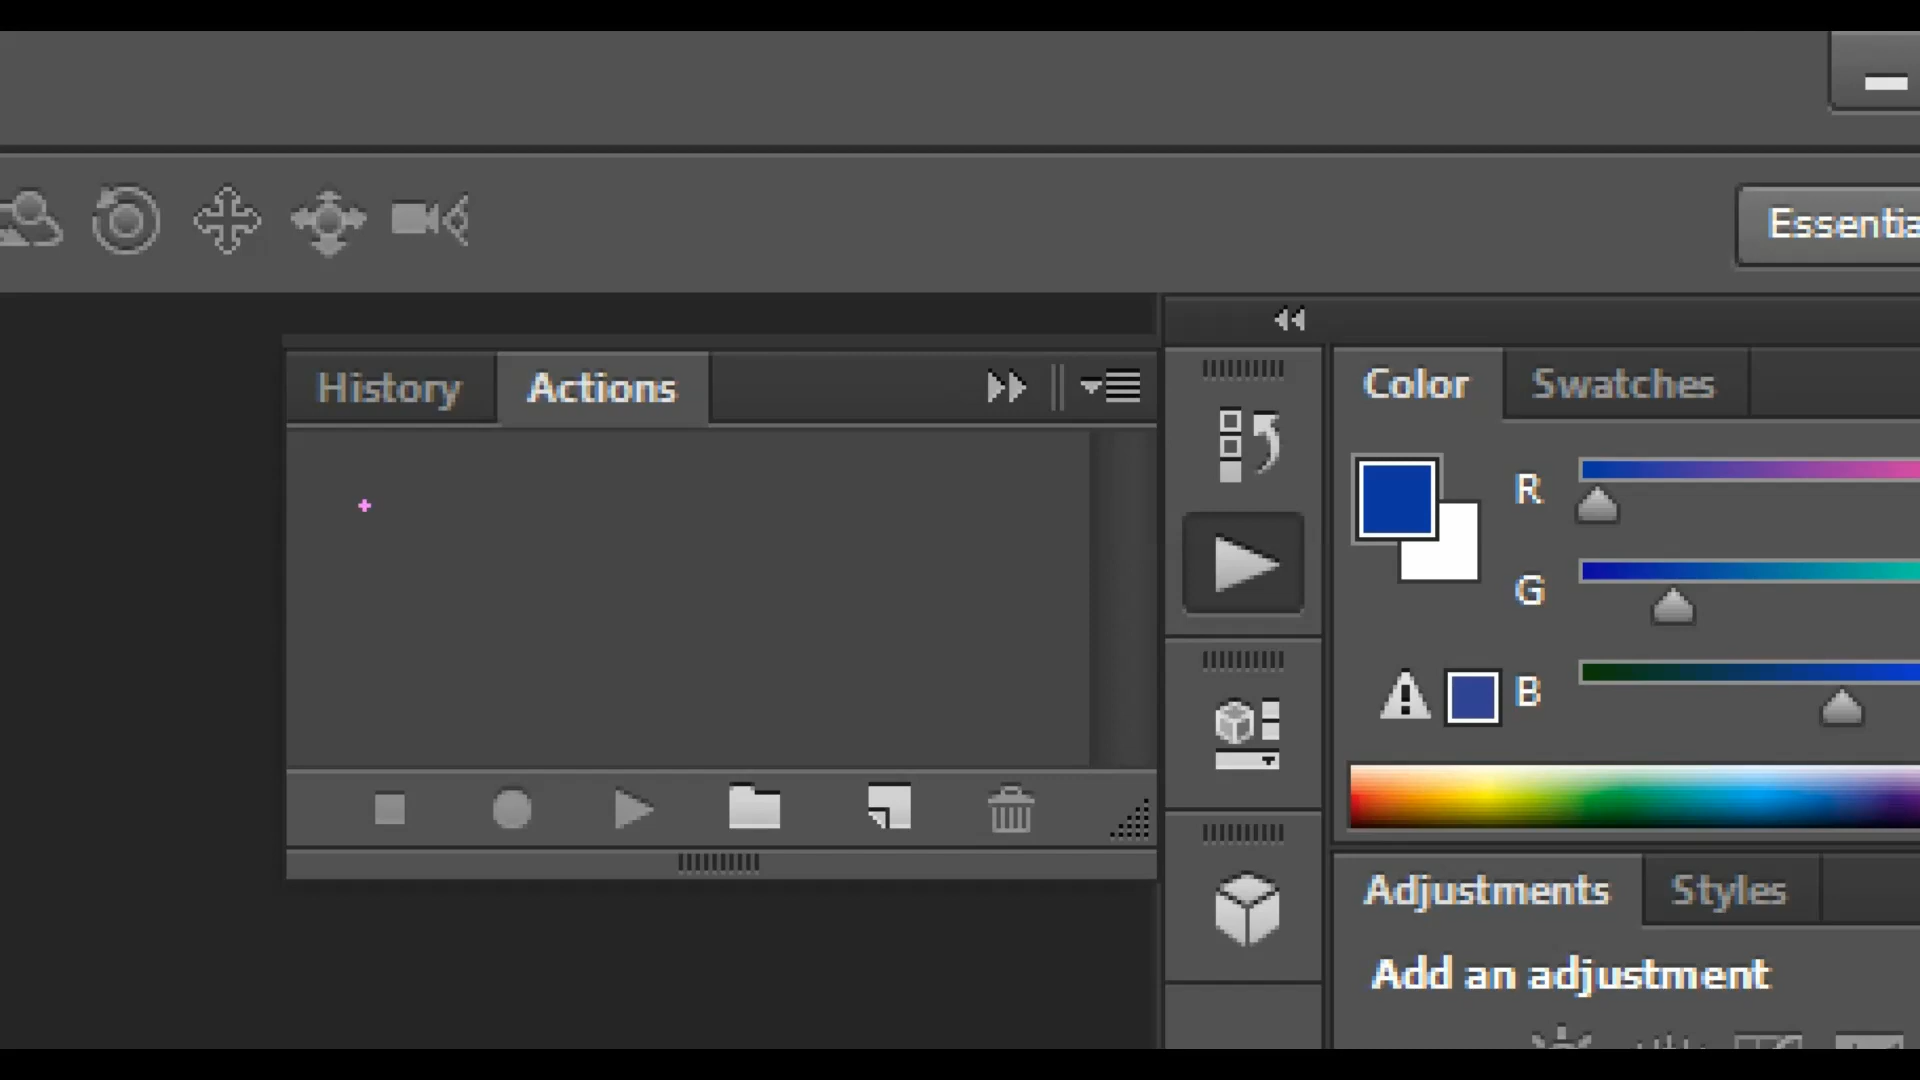 Essentia
History
Actions
Color
Swatches
R
G
B
Adjustments
Styles
Add an adjustment